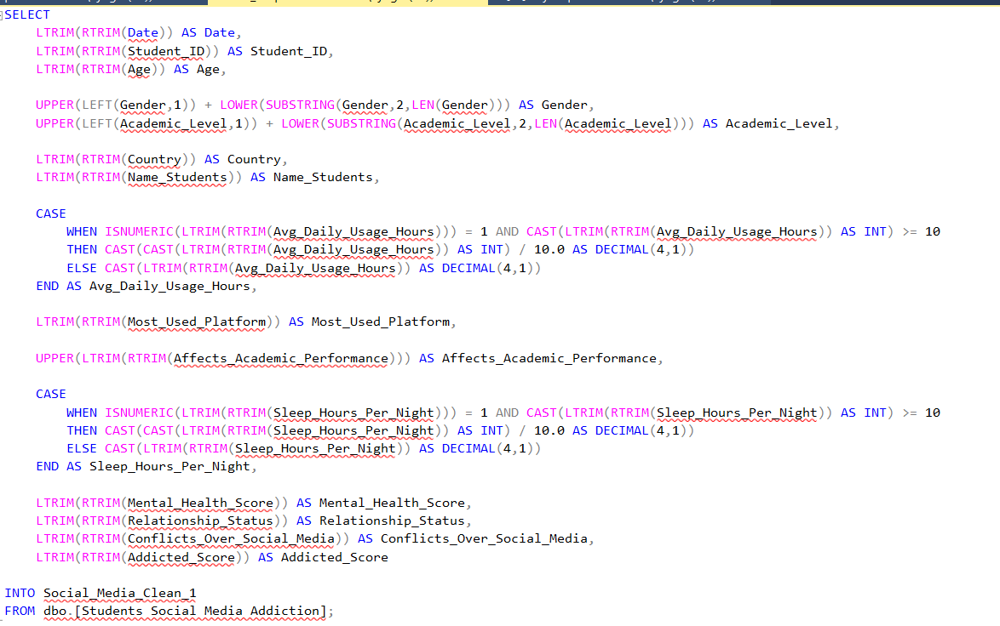 SELECT
LTRIM(RTRIM(Date)) AS Date,
LTRIM(RTRIM(Student_ID)) AS Student_ID,
LTRIM(RTRIM(Age)) AS Age,
UPPER(LEFT(Gender,1)) + LOWER(SUBSTRING(Gender,2,LEN(Gender))) AS Gender,
UPPER(LEFT(Academic_Level,1)) + LOWER(SUBSTRING(Academic_Level,2,LEN(Academic_Level))) AS Academic_Level,
LTRIM(RTRIM(Country)) AS Country,
LTRIM(RTRIM(Name_Students)) AS Name_Students,
CASE
WHEN ISNUMERIC(LTRIM(RTRIM(Avg_Daily_Usage_Hours))) = 1 AND CAST(LTRIM(RTRIM(Avg_Daily_Usage_Hours)) AS INT) >= 10
THEN CAST(CAST(LTRIM(RTRIM(Avg_Daily_Usage_Hours)) AS INT) / 10.0 AS DECIMAL(4,1))
ELSE CAST(LTRIM(RTRIM(Avg_Daily_Usage_Hours)) AS DECIMAL(4,1))
END AS Avg_Daily_Usage_Hours,
LTRIM(RTRIM(Most_Used_Platform)) AS Most_Used_Platform,
UPPER(LTRIM(RTRIM(Affects_Academic_Performance))) AS Affects_Academic_Performance,
CASE
WHEN ISNUMERIC(LTRIM(RTRIM(Sleep_Hours_Per_Night))) = 1 AND CAST(LTRIM(RTRIM(Sleep_Hours_Per_Night)) AS INT) >= 10
THEN CAST(CAST(LTRIM(RTRIM(Sleep_Hours_Per_Night)) AS INT) / 10.0 AS DECIMAL(4,1))
ELSE CAST(LTRIM(RTRIM(Sleep_Hours_Per_Night)) AS DECIMAL(4,1))
END AS Sleep_Hours_Per_Night,
LTRIM(RTRIM(Mental_Health_Score)) AS Mental_Health_Score,
LTRIM(RTRIM(Relationship_Status)) AS Relationship_Status,
LTRIM(RTRIM(Conflicts_Over_Social_Media)) AS Conflicts_Over_Social_Media,
LTRIM(RTRIM(Addicted_Score)) AS Addicted_Score
INTO Social_Media_Clean_1
FROM dbo.[Students Social Media Addiction];